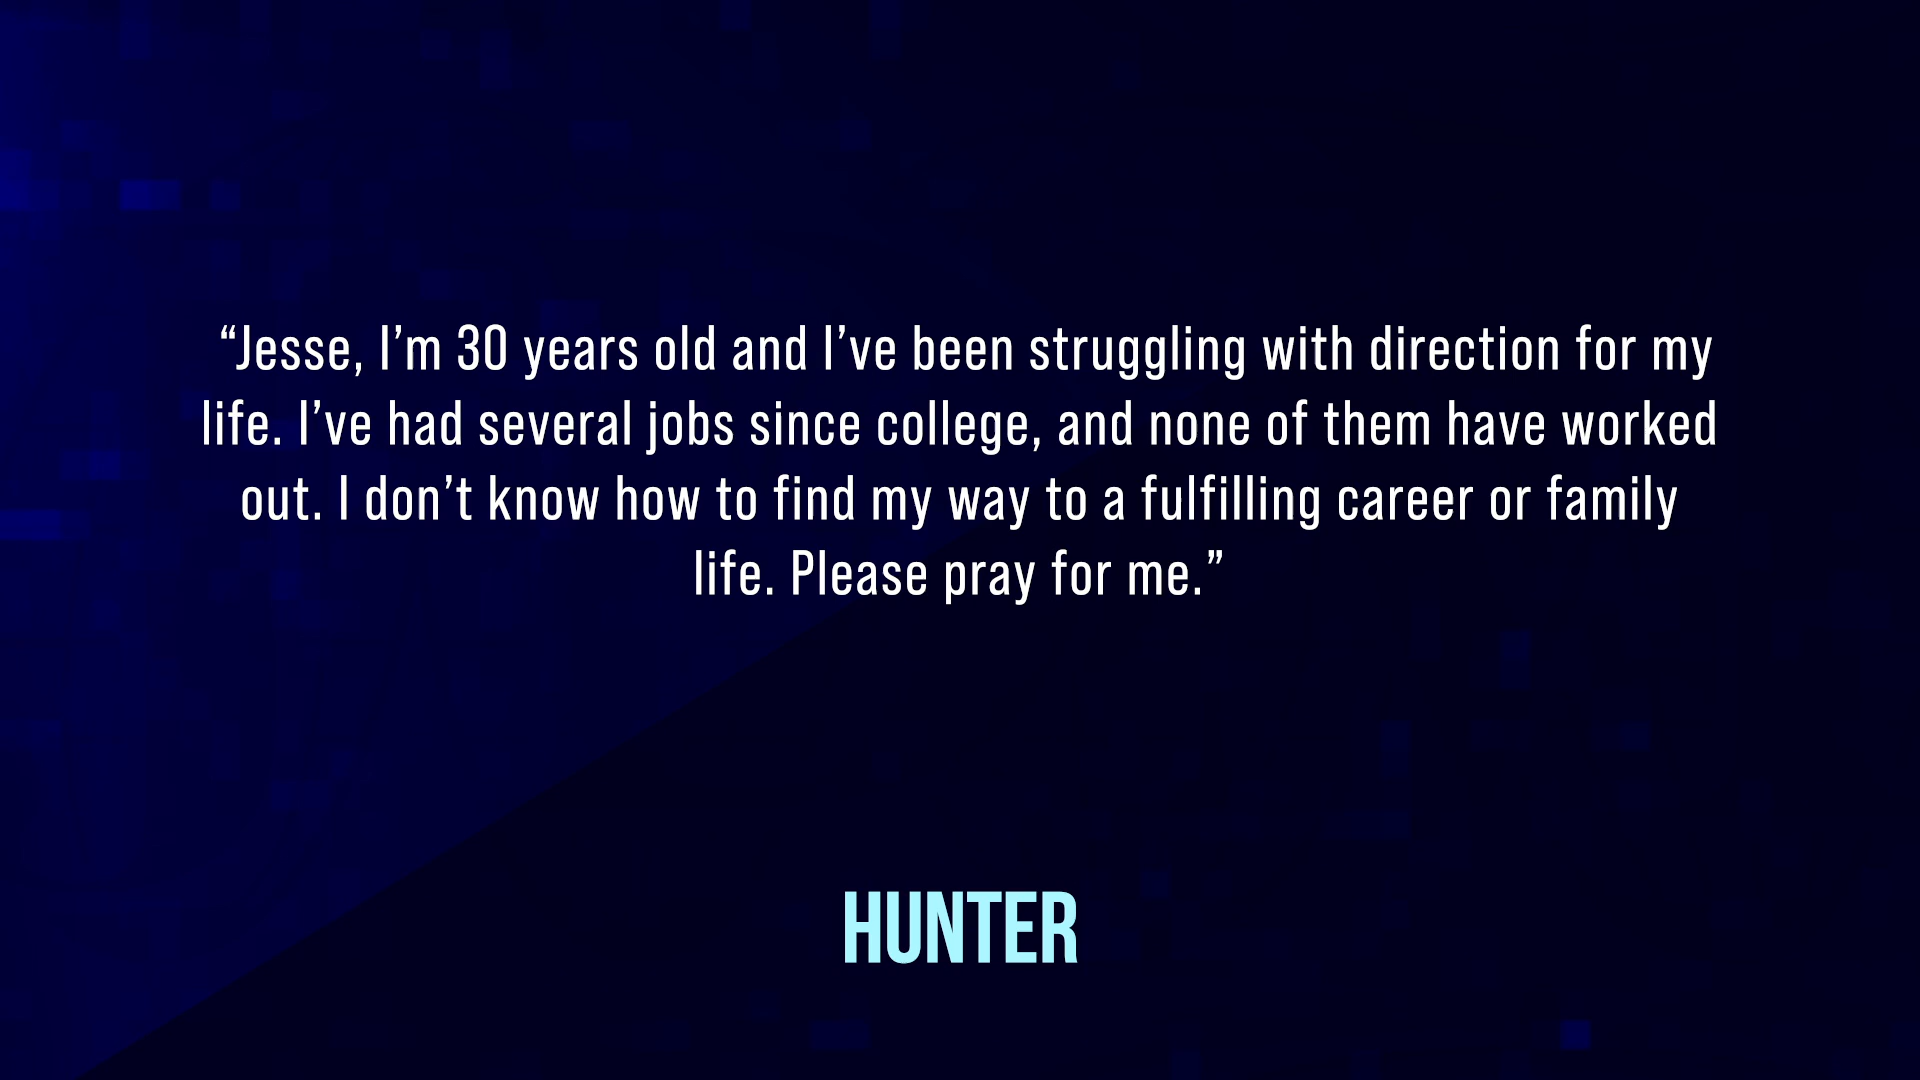 “Jesse, I’m 30 years old and I’ve been struggling with direction for my
life. I’ve had several jobs since college, and none of them have worked
out. I don’t know how to find my way to a fulfilling career or family
life. Please pray for me.”
HUNTER